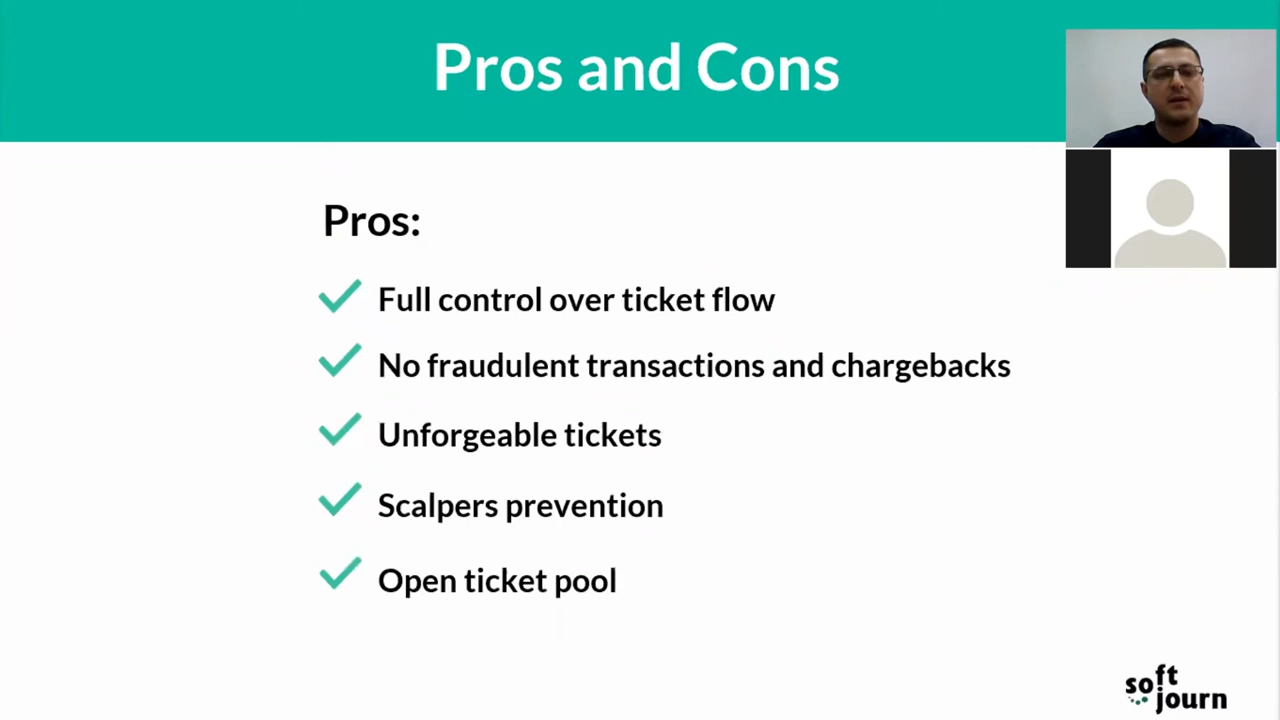 Pros and Cons
Pros:
Full control over ticket flow
No fraudulent transactions and chargebacks
Unforgeable tickets
Scalpers prevention
Open ticket pool
soft
journ